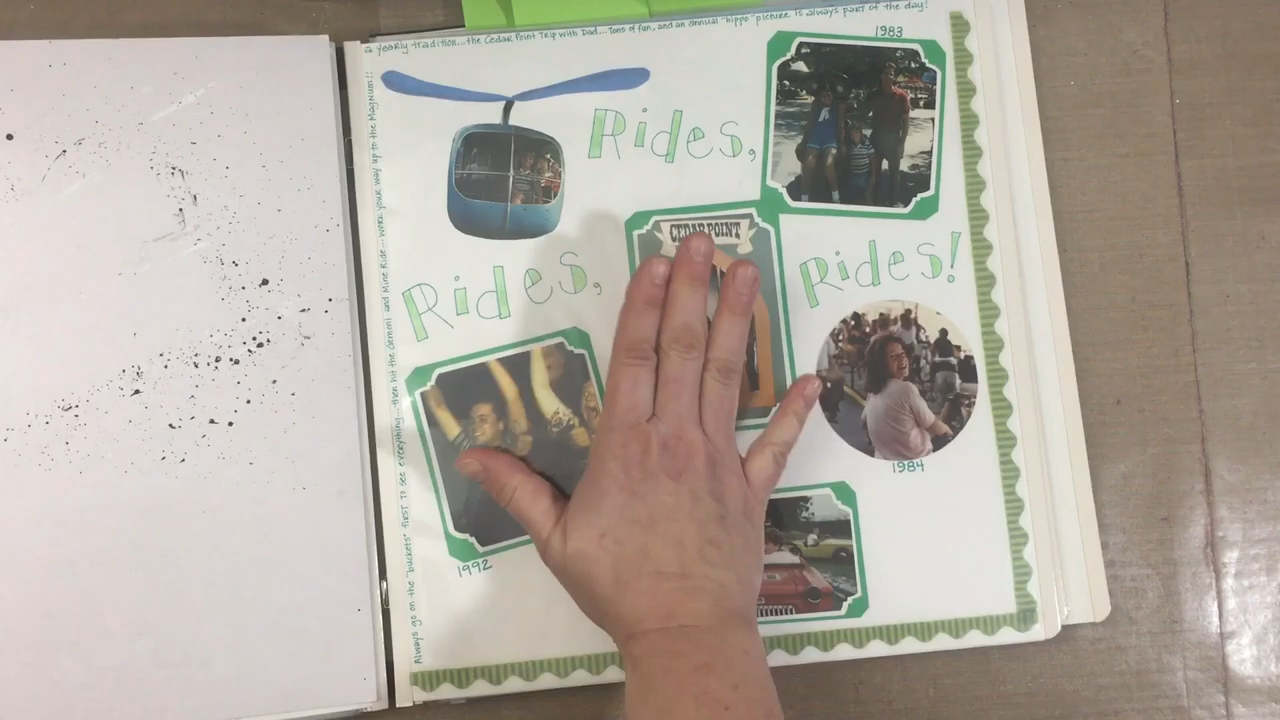 a yearly tradition... the Cedar Point Trip with Dad... Tons of fun, and an annual "hippo" picture is always part of the day!
1983
Rides,
CEDAR POINT
Rides,
Rides!
1984
1992
Always go on the "buckets" first to see everything... then hit the Gemini and Mine Ride... work your way up to the Magnum!!